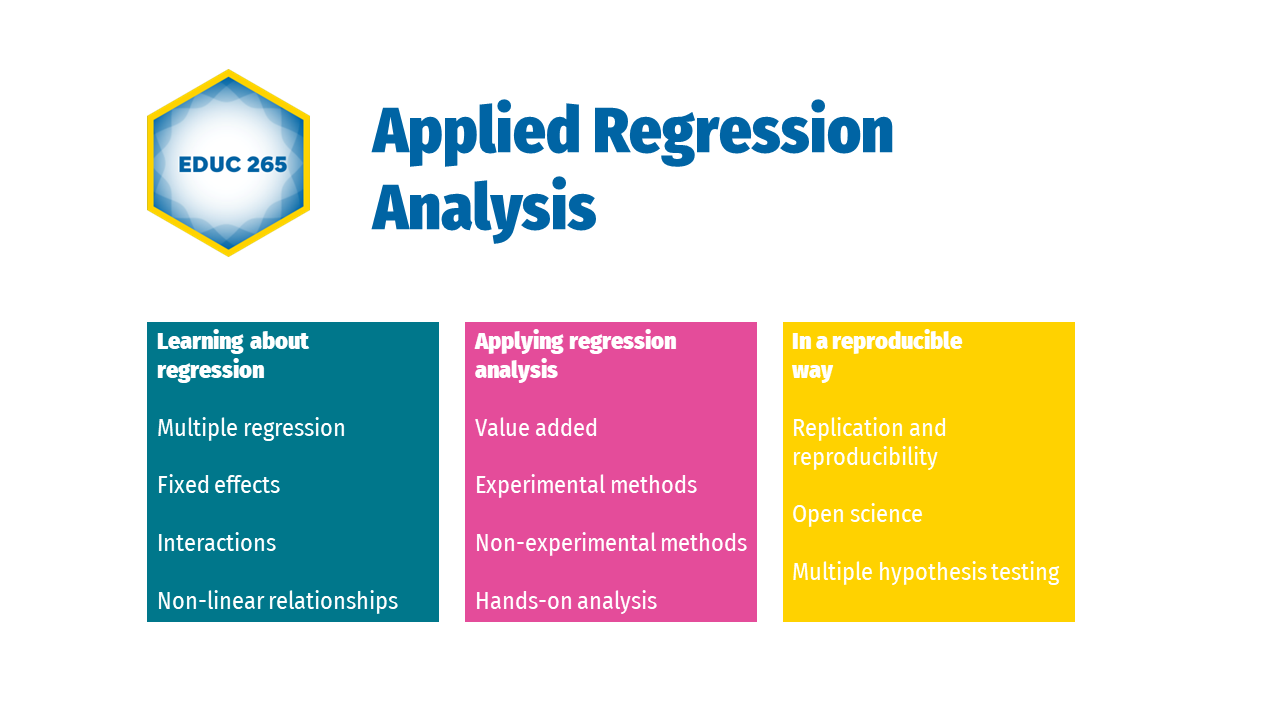 EDUC 265
Applied Regression
Analysis
Learning about
regression
Multiple regression
Fixed effects
Interactions
Non-linear relationships
Applying regression
analysis
Value added
Experimental methods
Non-experimental methods
Hands-on analysis
In a reproducible
way
Replication and
reproducibility
Open science
Multiple hypothesis testing